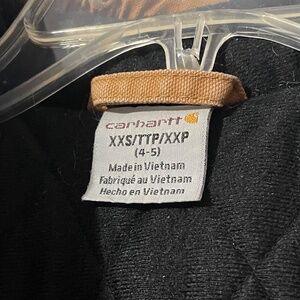 carhartt
XXS/TTP/XXP
(4-5)
Made in Vietnam
Fabriqué au Vietnam
Hecho en Vietnam